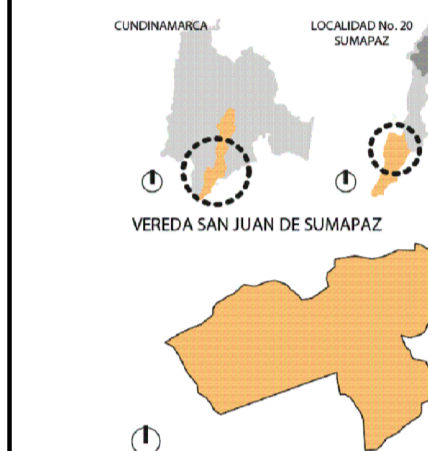 CUNDINAMARCA
LOCALIDAD No. 20
SUMAPAZ
VEREDA SAN JUAN DE SUMAPAZ